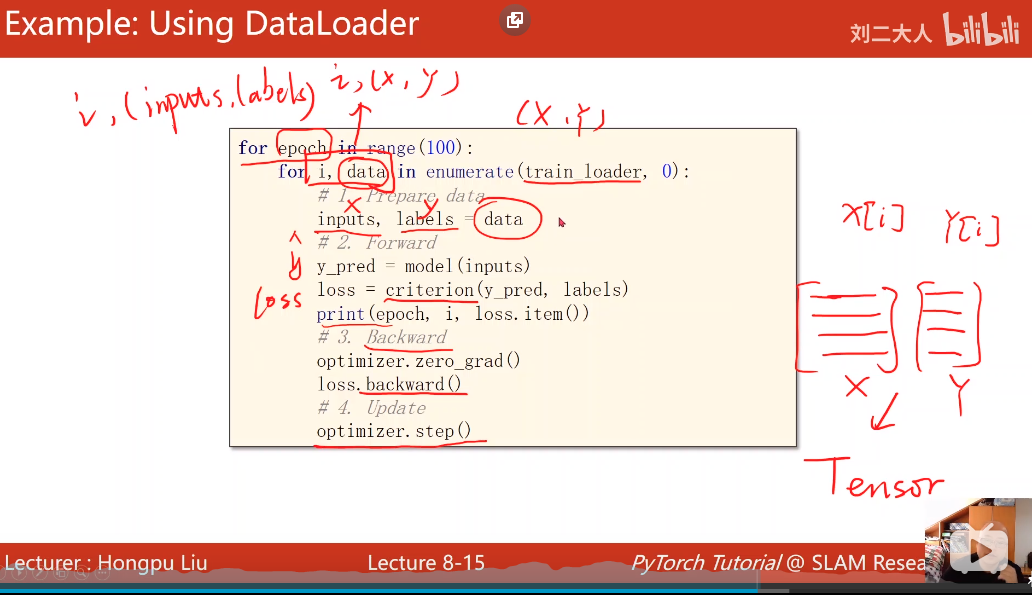 Example: Using DataLoader
刘二大人 bilibili
i, (inputs, labels)
i, (x, y)
(X, Y)
for epoch in range(100):
for i, data in enumerate(train_loader, 0):
# 1. Prepare data
x y
inputs, labels = data
# 2. Forward
y_pred = model(inputs)
ŷ
loss = criterion(y_pred, labels)
loss
print(epoch, i, loss.item())
# 3. Backward
optimizer.zero_grad()
loss.backward()
# 4. Update
optimizer.step()
X[i] Y[i]
X Y
Tensor
Lecturer : Hongpu Liu
Lecture 8-15
PyTorch Tutorial @ SLAM Resea